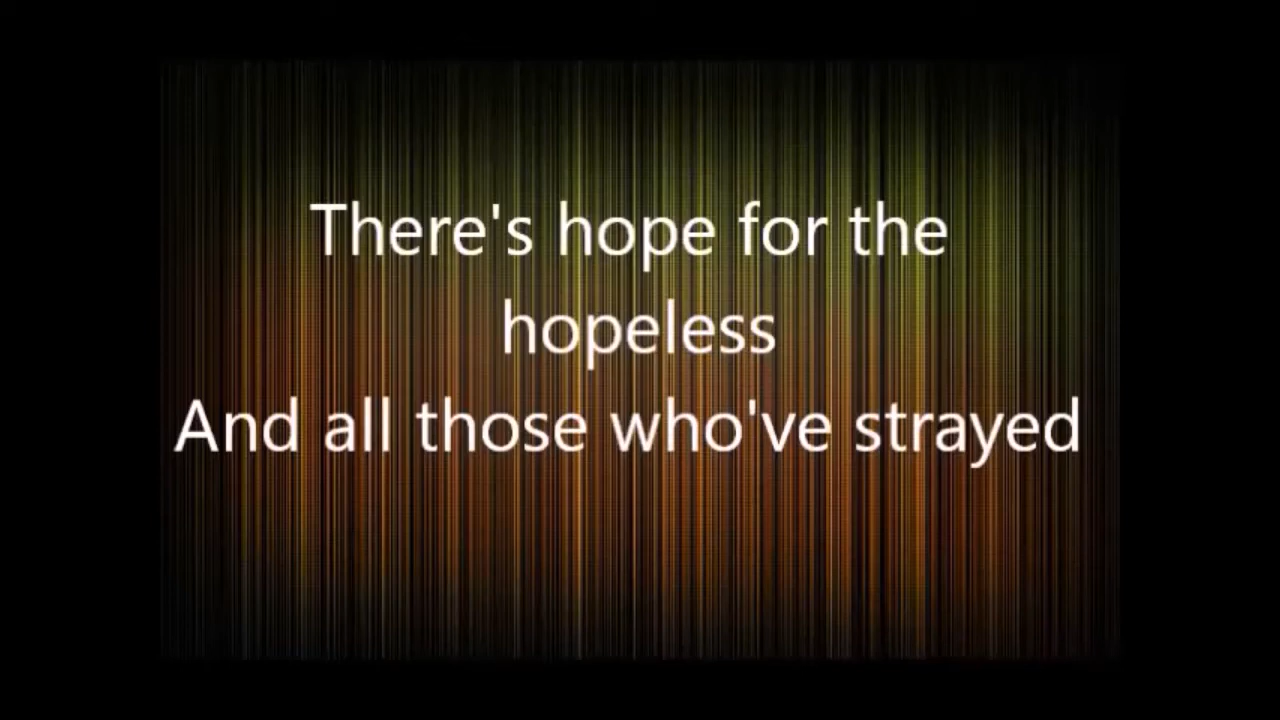 There's hope for the
hopeless
And all those who've strayed